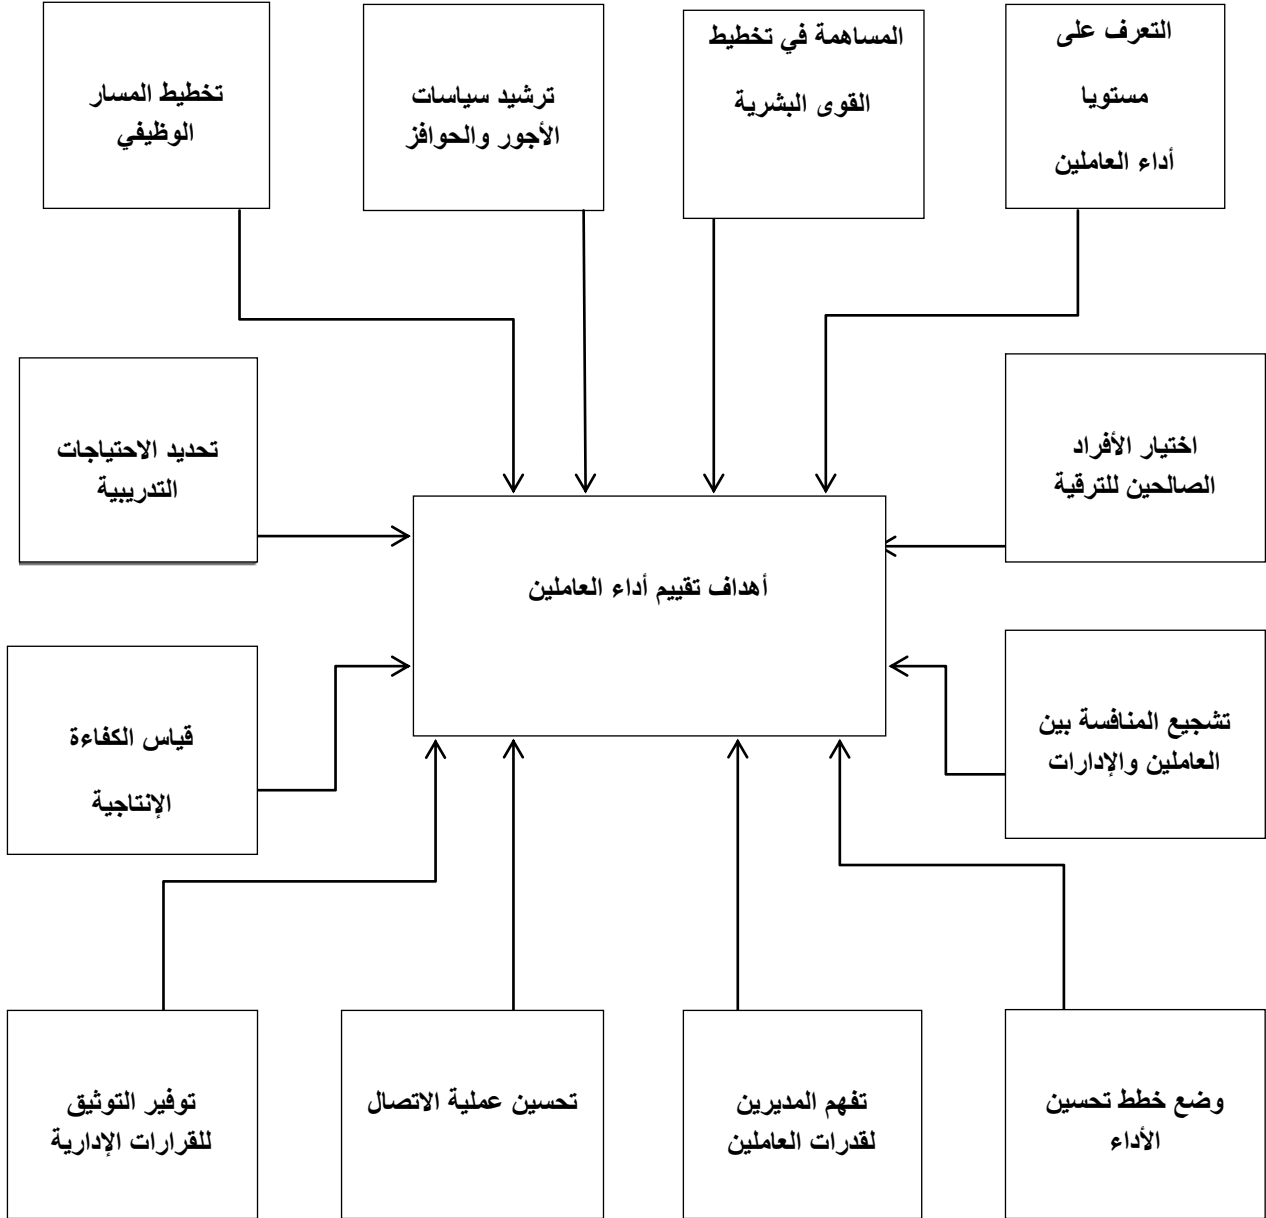 التعرف على
مستويا
أداء العاملين
المساهمة في تخطيط
القوى البشرية
ترشيد سياسات
الأجور والحوافز
تخطيط المسار
الوظيفي
اختيار الأفراد
الصالحين للترقية
تحديد الاحتياجات
التدريبية
أهداف تقييم أداء العاملين
تشجيع المنافسة بين
العاملين والإدارات
قياس الكفاءة
الإنتاجية
وضع خطط تحسين
الأداء
تفهم المديرين
لقدرات العاملين
تحسين عملية الاتصال
توفير التوثيق
للقرارات الإدارية